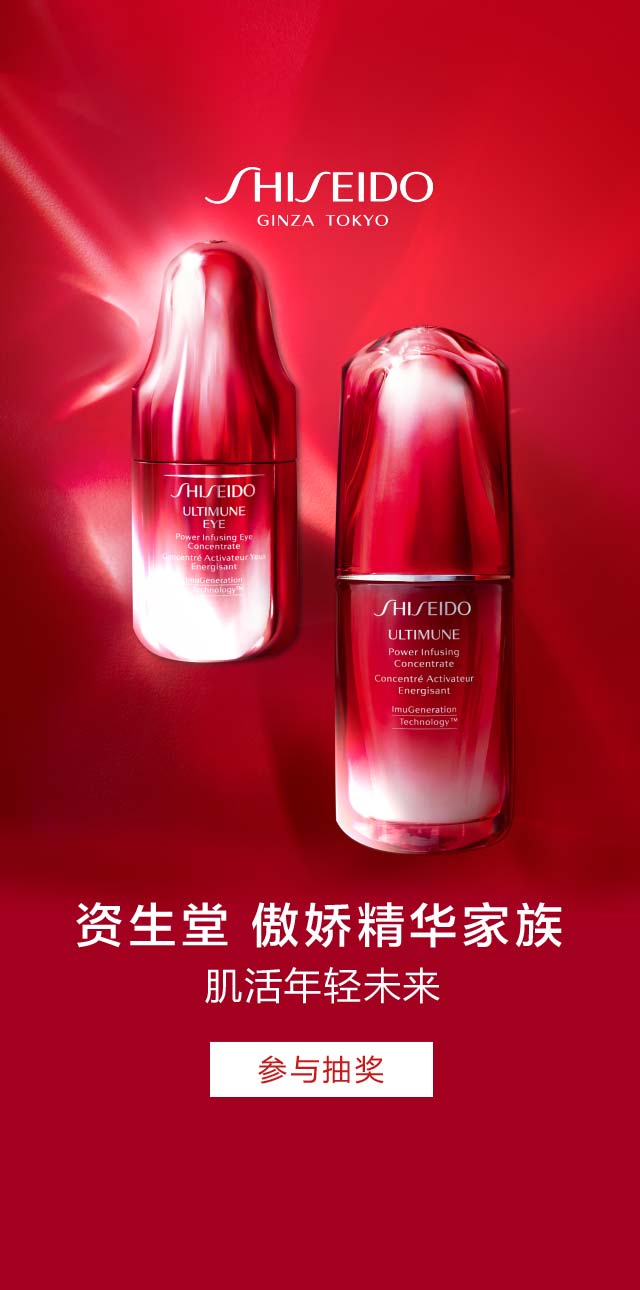 SHISEIDO
GINZA TOKYO
SHISEIDO
ULTIMUNE
EYE
Power Infusing Eye
Concentrate
Concentré Activateur Yeux
Energisant
ImuGeneration
Technology™
SHISEIDO
ULTIMUNE
Power Infusing
Concentrate
Concentré Activateur
Energisant
ImuGeneration
Technology™
资生堂 傲娇精华家族
肌活年轻未来
参与抽奖